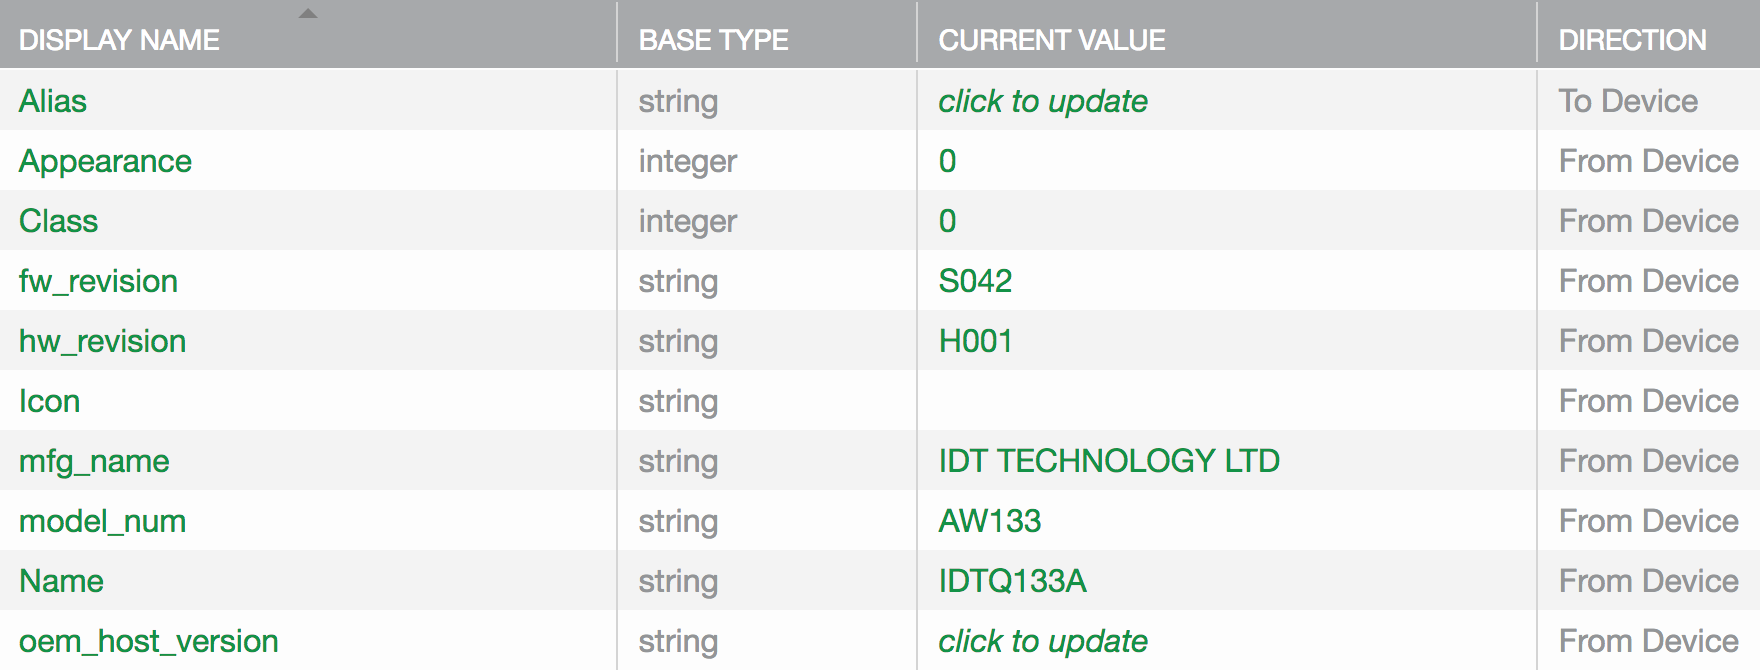 DISPLAY NAME BASE TYPE CURRENT VALUE DIRECTION
Alias string click to update To Device
Appearance integer 0 From Device
Class integer 0 From Device
fw_revision string S042 From Device
hw_revision string H001 From Device
Icon string From Device
mfg_name string IDT TECHNOLOGY LTD From Device
model_num string AW133 From Device
Name string IDTQ133A From Device
oem_host_version string click to update From Device